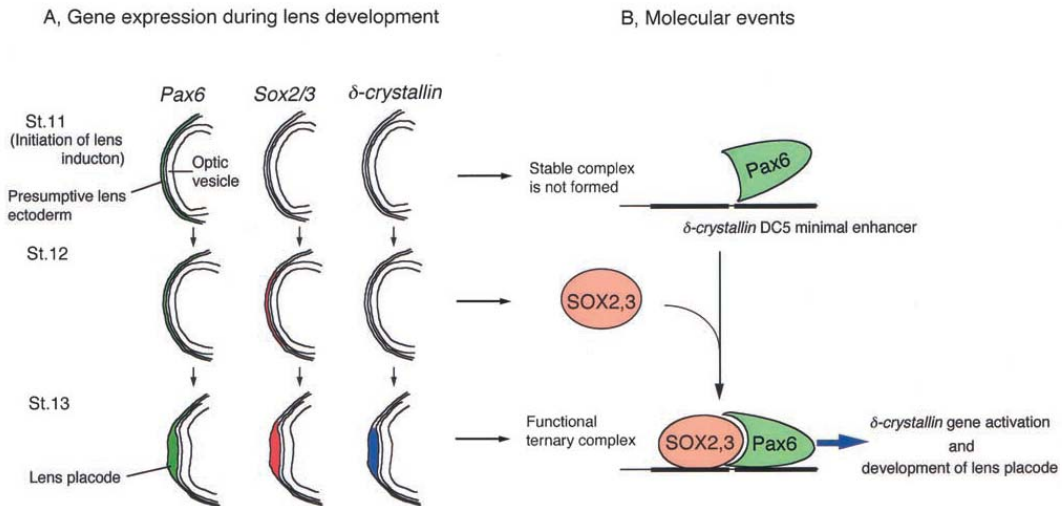 A, Gene expression during lens development
B, Molecular events
Pax6
Sox2/3
δ-crystallin
St.11
(Initiation of lens
inducton)
Optic
vesicle
Presumptive lens
ectoderm
Stable complex
is not formed
Pax6
δ-crystallin DC5 minimal enhancer
St.12
SOX2,3
St.13
Lens placode
Functional
ternary complex
SOX2,3
Pax6
δ-crystallin gene activation
and
development of lens placode